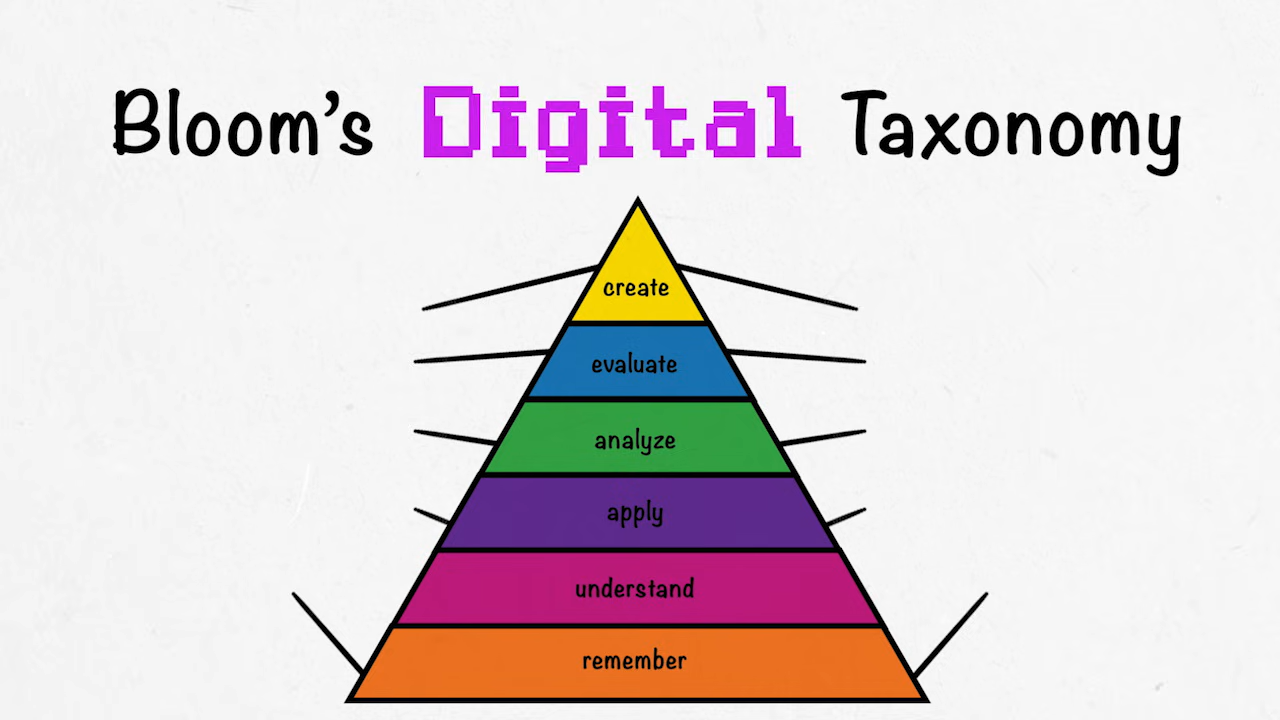 Bloom's Digital Taxonomy
create
evaluate
analyze
apply
understand
remember